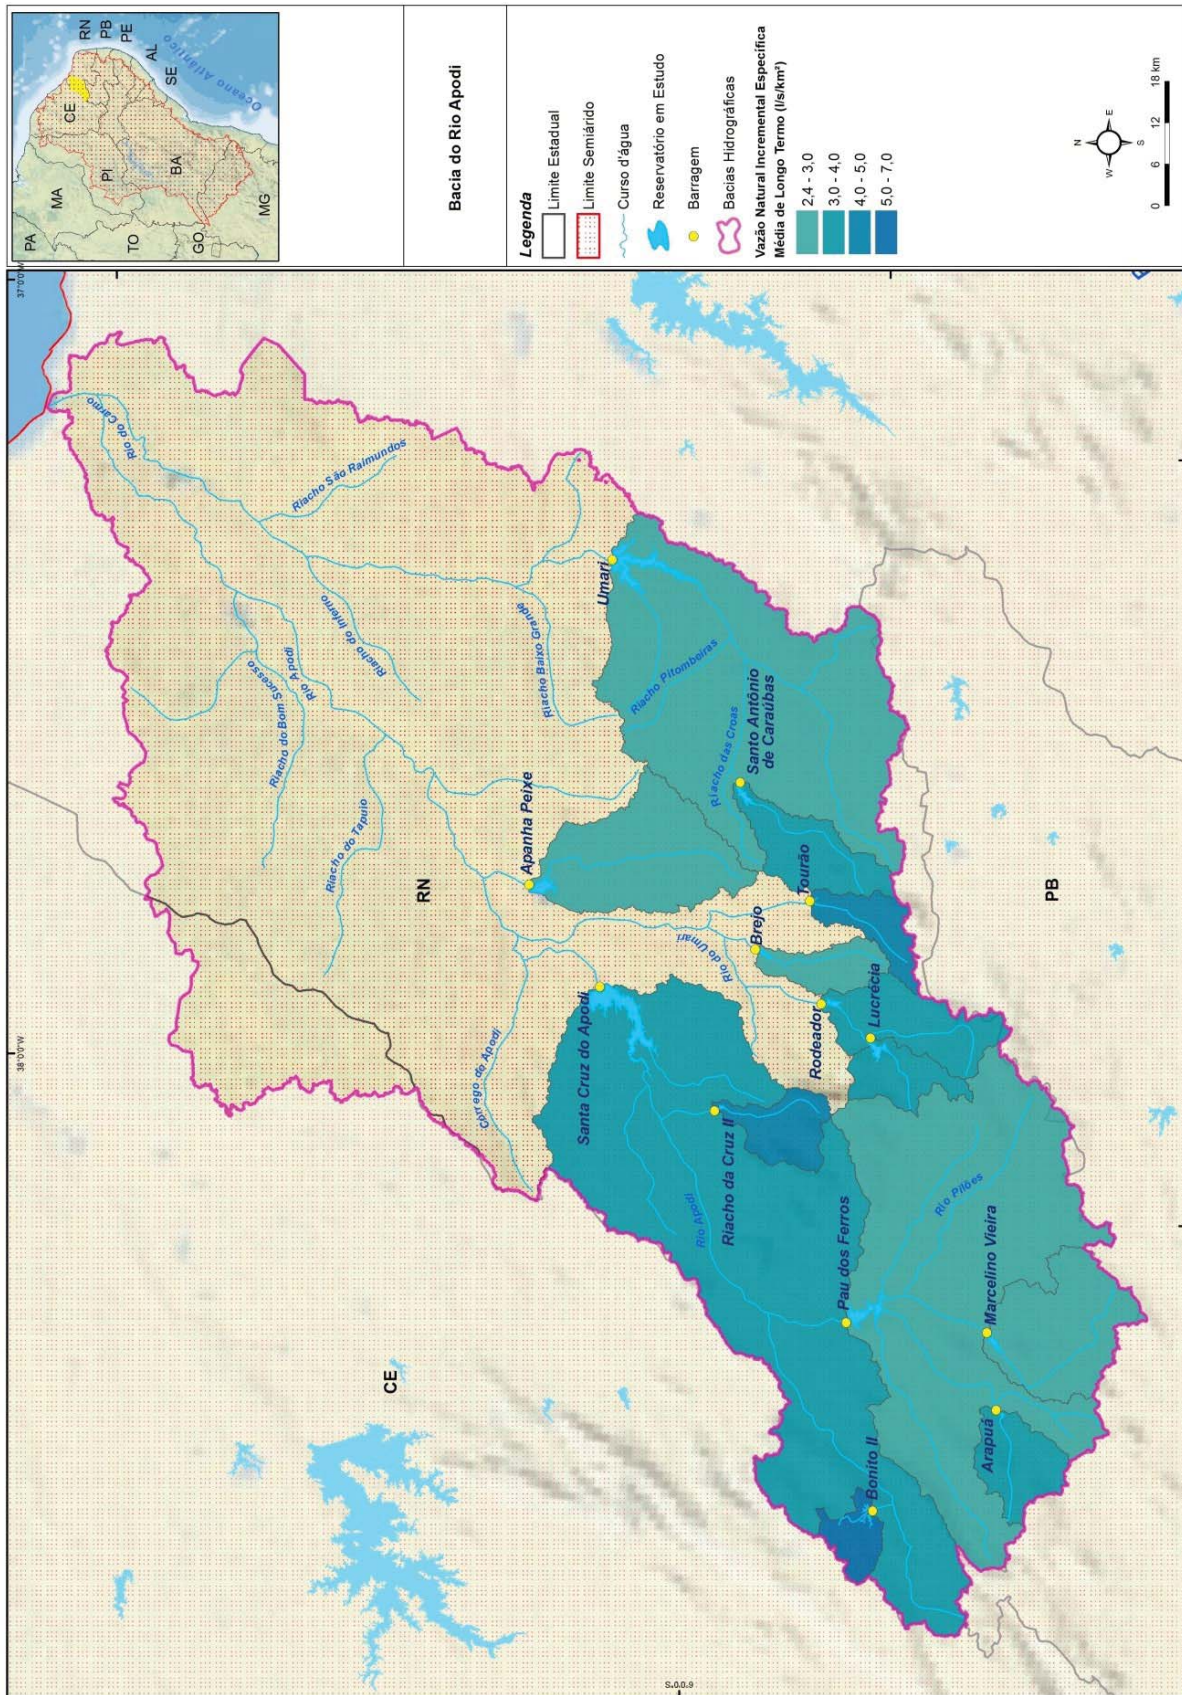 PA
MA
TO
GO
PI
BA
MG
CE
RN
PB
PE
AL
SE
Oceano Atlântico
Bacia do Rio Apodi
Legenda
Limite Estadual
Limite Semiárido
Curso d'água
Reservatório em Estudo
Barragem
Bacias Hidrográficas
Vazão Natural Incremental Específica
Média de Longo Termo (l/s/km²)
2,4 - 3,0
3,0 - 4,0
4,0 - 5,0
5,0 - 7,0
N
W
E
S
0
6
12
18 km
38°0'0"W
37°0'0"W
Rio do Carmo
Riacho São Raimundos
Riacho do Inferno
Rio Apodi
Riacho do Bom Sucesso
Riacho do Tapuio
Riacho Baixo Grande
Umari
Riacho Pitombeiras
Riacho das Croas
Santo Antônio
de Caraúbas
Apanha Peixe
RN
Tourão
Brejo
Rio do Umari
Lucrécia
Rodeador
Santa Cruz do Apodi
Córrego do Apodi
Riacho da Cruz II
Rio Apodi
Pau dos Ferros
Rio Pilões
Marcelino Vieira
Arapuá
Bonito II
CE
PB